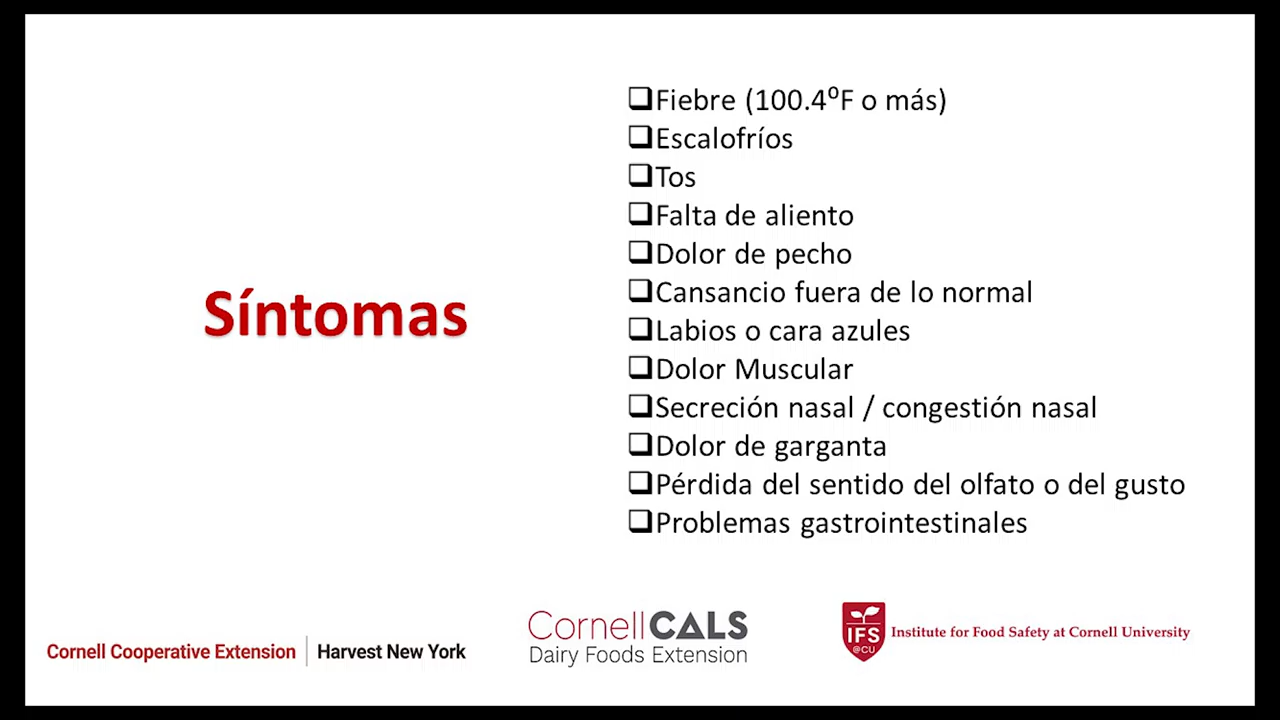 Síntomas
❑Fiebre (100.4⁰F o más)
❑Escalofríos
❑Tos
❑Falta de aliento
❑Dolor de pecho
❑Cansancio fuera de lo normal
❑Labios o cara azules
❑Dolor Muscular
❑Secreción nasal / congestión nasal
❑Dolor de garganta
❑Pérdida del sentido del olfato o del gusto
❑Problemas gastrointestinales
Cornell Cooperative Extension | Harvest New York
CornellCALS
Dairy Foods Extension
IFS
@CU
Institute for Food Safety at Cornell University